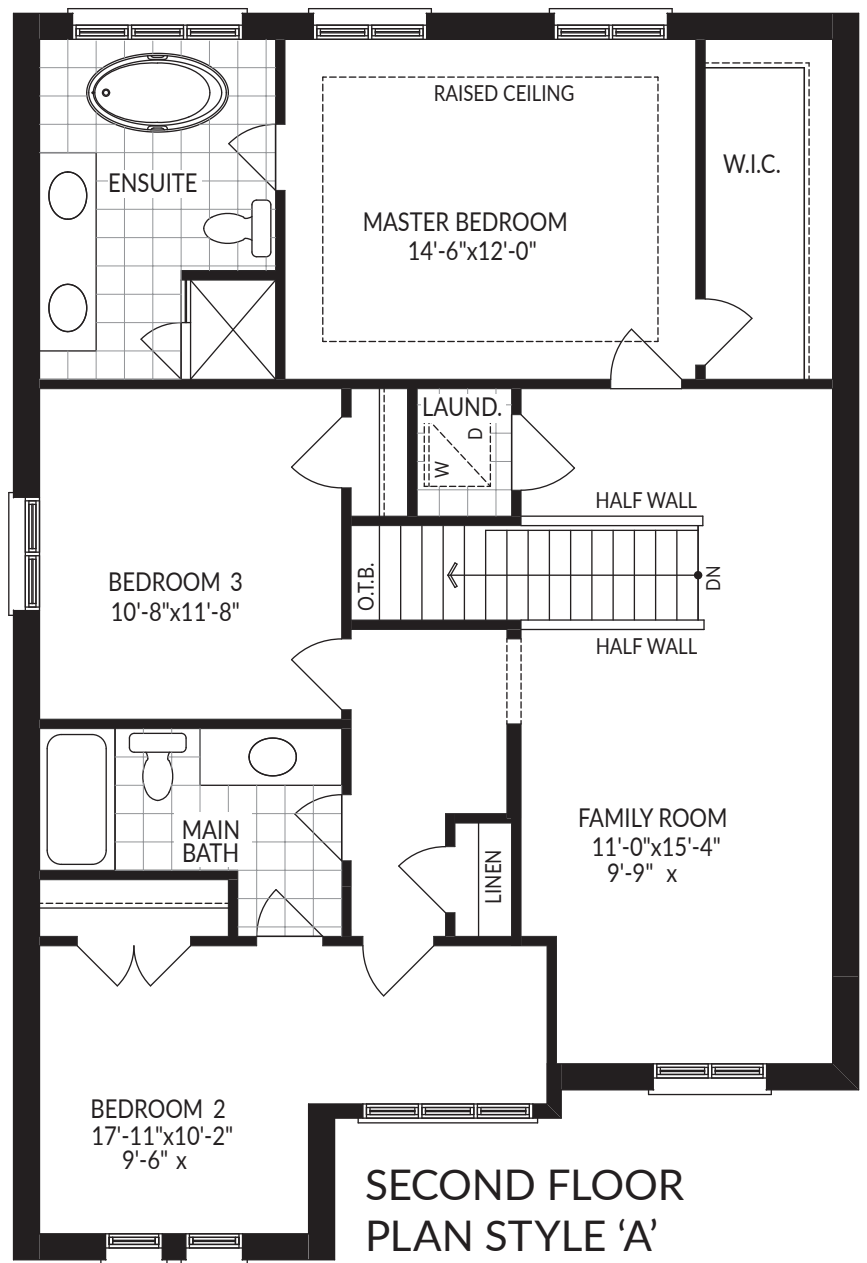 RAISED CEILING
W.I.C.
ENSUITE
MASTER BEDROOM
14'-6"x12'-0"
LAUND.
D
W
HALF WALL
O.T.B.
DN
BEDROOM 3
10'-8"x11'-8"
HALF WALL
MAIN
BATH
FAMILY ROOM
11'-0"x15'-4"
9'-9" x
LINEN
BEDROOM 2
17'-11"x10'-2"
9'-6" x
SECOND FLOOR
PLAN STYLE ‘A’